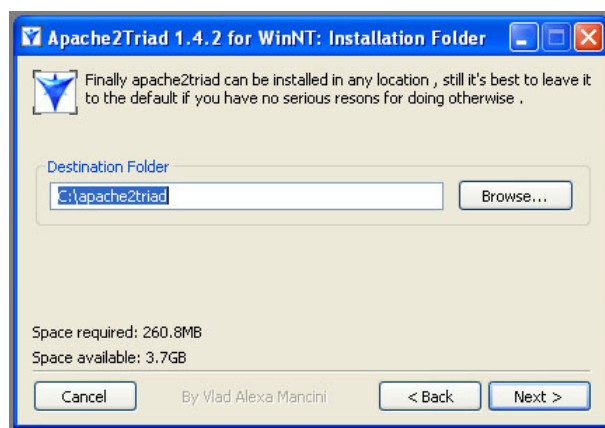 Apache2Triad 1.4.2 for WinNT: Installation Folder
Finally apache2triad can be installed in any location , still it's best to leave it
to the default if you have no serious resons for doing otherwise .
Destination Folder
C:\apache2triad
Browse...
Space required: 260.8MB
Space available: 3.7GB
Cancel
By Vlad Alexa Mancini
< Back
Next >